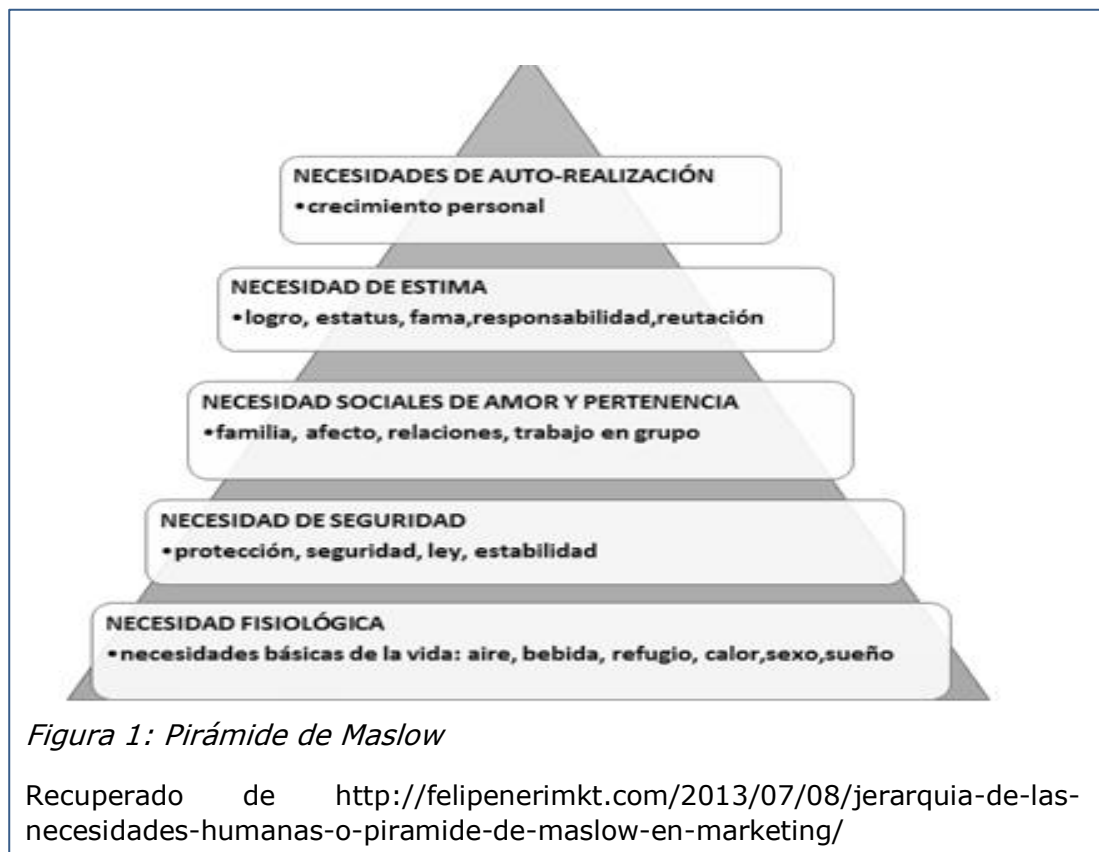 NECESIDADES DE AUTO-REALIZACIÓN
•crecimiento personal
NECESIDAD DE ESTIMA
•logro, estatus, fama,responsabilidad,reutación
NECESIDAD SOCIALES DE AMOR Y PERTENENCIA
•familia, afecto, relaciones, trabajo en grupo
NECESIDAD DE SEGURIDAD
•protección, seguridad, ley, estabilidad
NECESIDAD FISIOLÓGICA
•necesidades básicas de la vida: aire, bebida, refugio, calor,sexo,sueño
Figura 1: Pirámide de Maslow
Recuperado de http://felipenerimkt.com/2013/07/08/jerarquia-de-las-
necesidades-humanas-o-piramide-de-maslow-en-marketing/